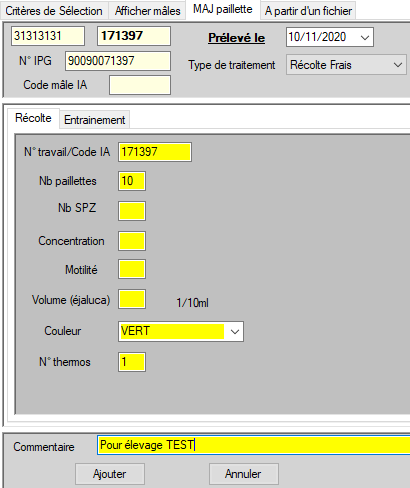 Critères de Sélection Afficher mâles MAJ paillette A partir d'un fichier
31313131 171397 Prélevé le 10/11/2020
N° IPG 90090071397 Type de traitement Récolte Frais
Code mâle IA
Récolte Entrainement
N° travail/Code IA 171397
Nb paillettes 10
Nb SPZ
Concentration
Motilité
Volume (éjaluca) 1/10ml
Couleur VERT
N° thermos 1
Commentaire Pour élevage TEST
Ajouter Annuler